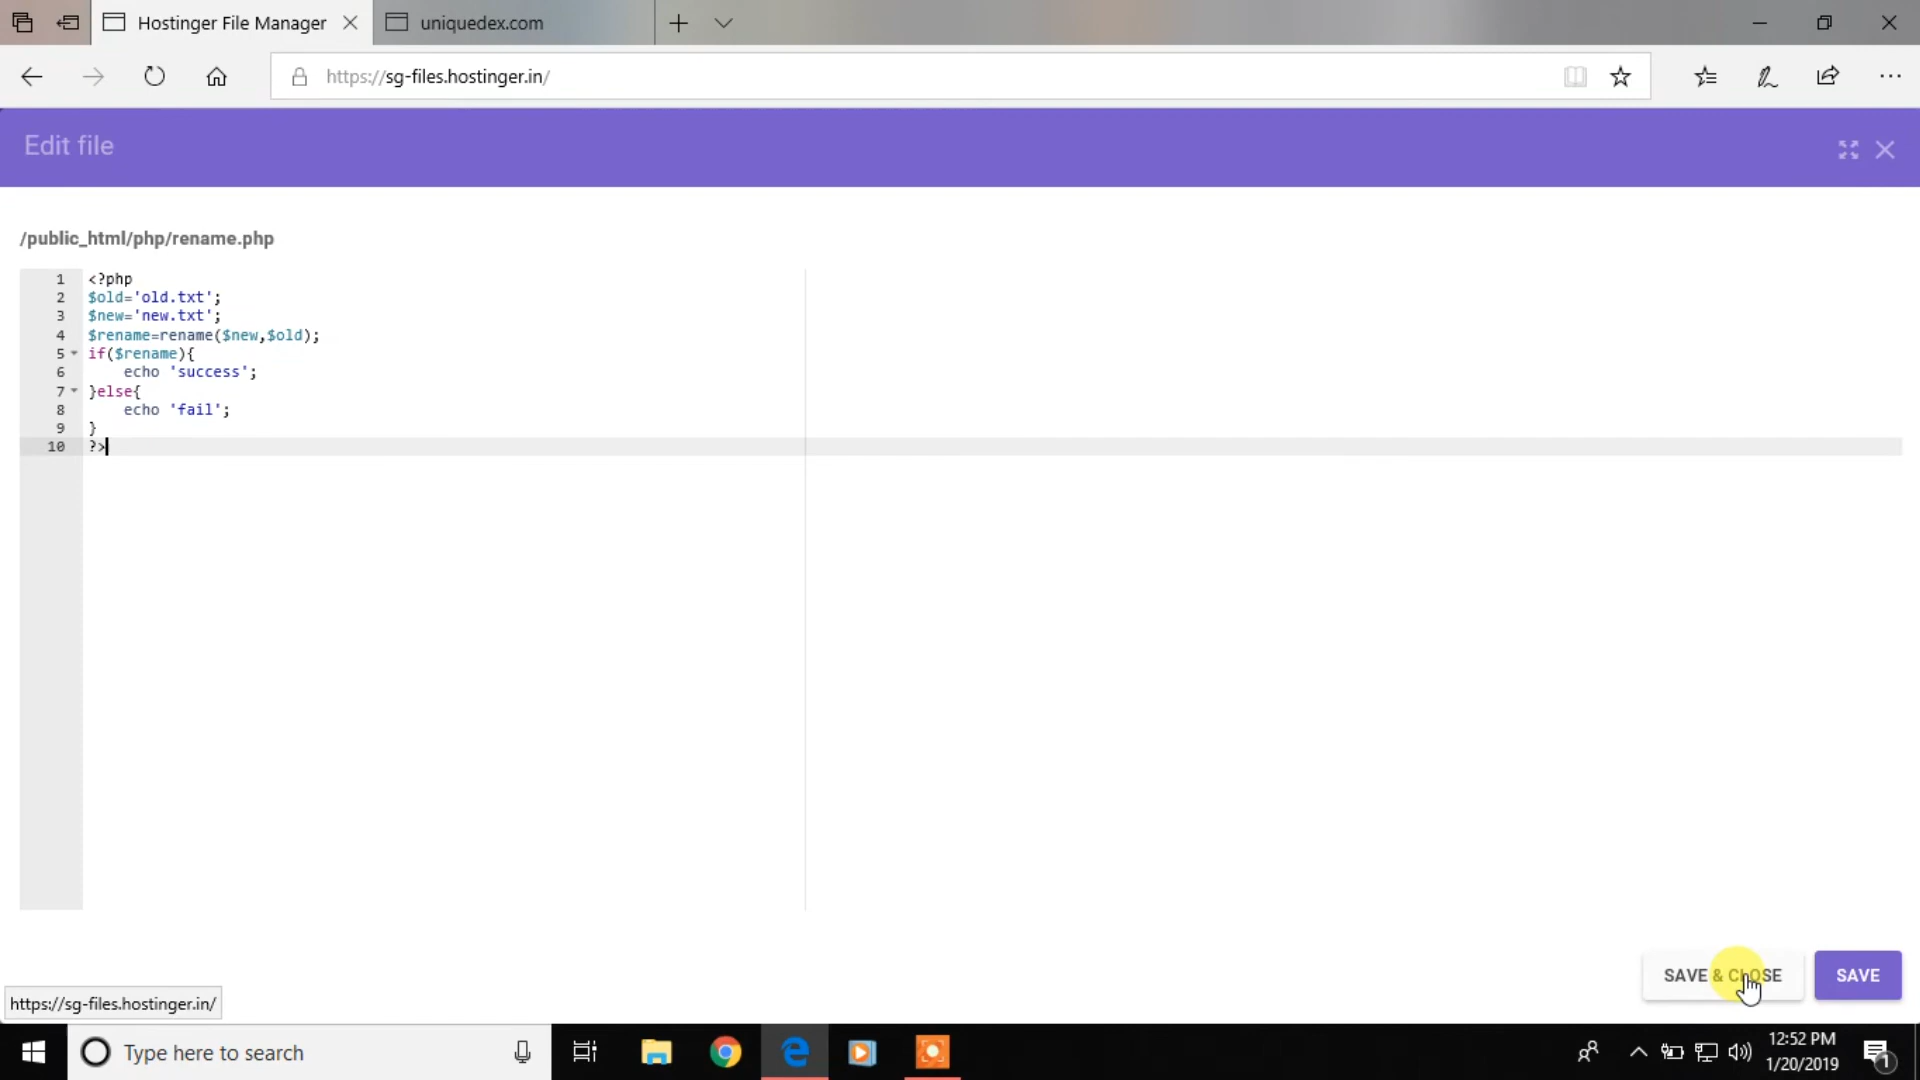 Hostinger File Manager
uniquedex.com
https://sg-files.hostinger.in/
Edit file
/public_html/php/rename.php
1 <?php
2 $old='old.txt';
3 $new='new.txt';
4 $rename=rename($new,$old);
5 if($rename){
6 echo 'success';
7 }else{
8 echo 'fail';
9 }
10 ?>
SAVE & CLOSE
SAVE
https://sg-files.hostinger.in/
Type here to search
12:52 PM
1/20/2019
1